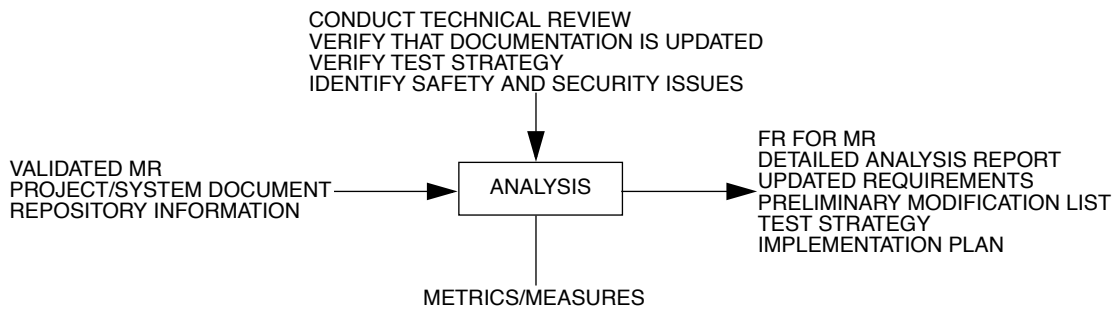 CONDUCT TECHNICAL REVIEW
VERIFY THAT DOCUMENTATION IS UPDATED
VERIFY TEST STRATEGY
IDENTIFY SAFETY AND SECURITY ISSUES
VALIDATED MR
PROJECT/SYSTEM DOCUMENT
REPOSITORY INFORMATION
ANALYSIS
FR FOR MR
DETAILED ANALYSIS REPORT
UPDATED REQUIREMENTS
PRELIMINARY MODIFICATION LIST
TEST STRATEGY
IMPLEMENTATION PLAN
METRICS/MEASURES